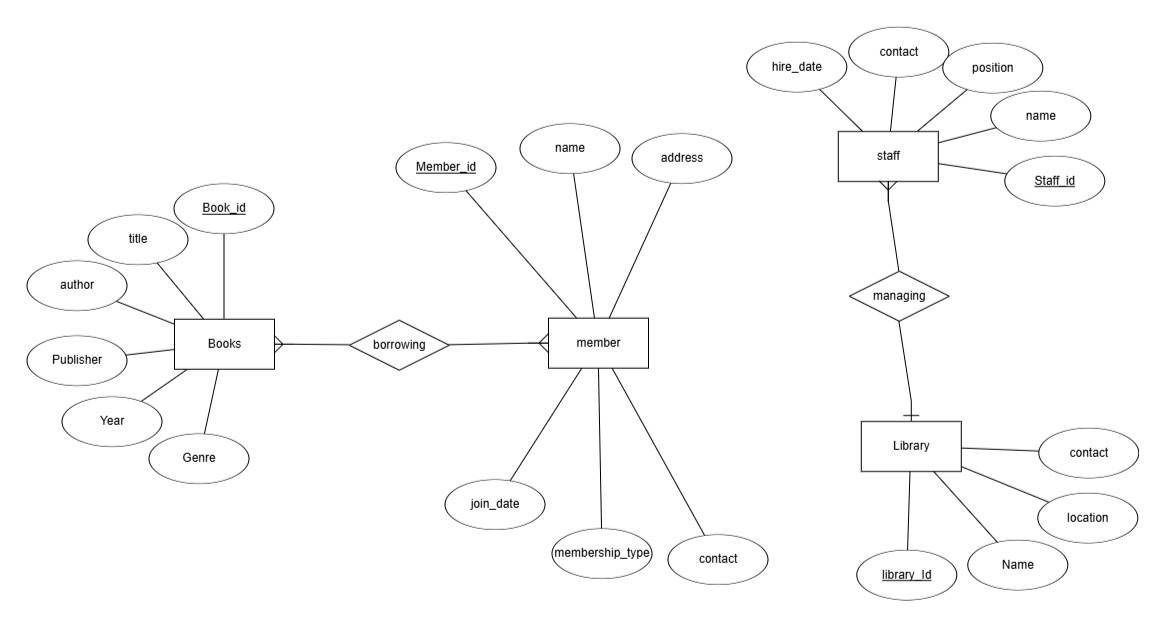 contact
hire_date
position
name
staff
Staff_id
managing
Library
contact
location
Name
library_Id
name
address
Member_id
member
join_date
membership_type
contact
borrowing
Book_id
title
author
Books
Publisher
Year
Genre